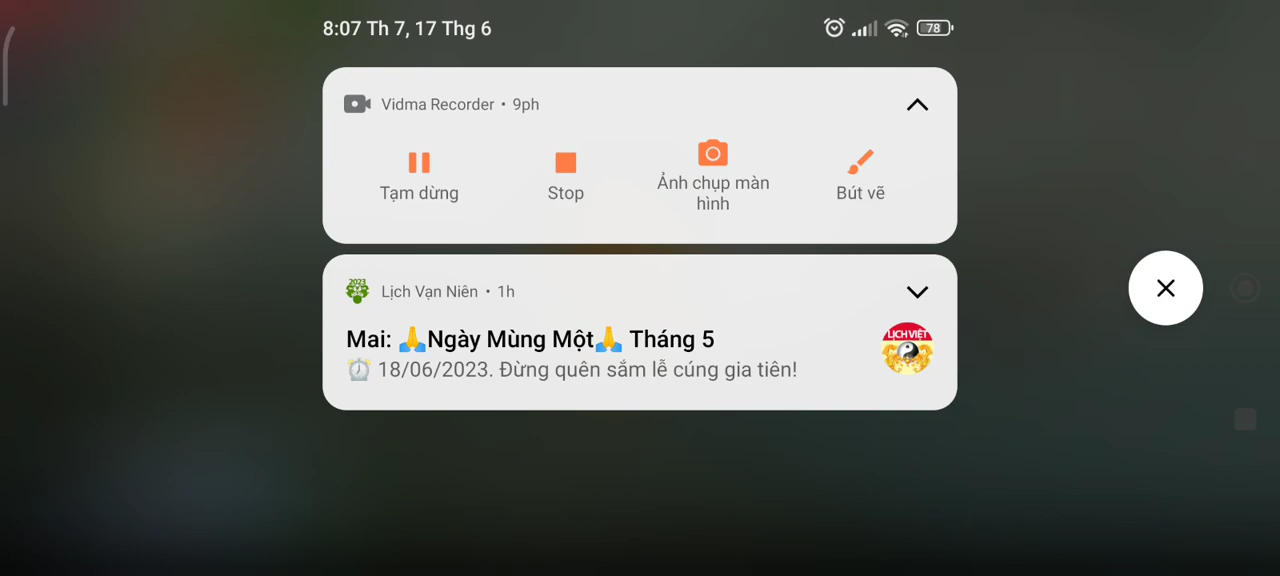 8:07 Th 7, 17 Thg 6
78
Vidma Recorder • 9ph
Tạm dừng
Stop
Ảnh chụp màn
hình
Bút vẽ
2023
Lịch Vạn Niên • 1h
Mai: 🙏Ngày Mùng Một🙏 Tháng 5
LỊCH VIỆT
⏰ 18/06/2023. Đừng quên sắm lễ cúng gia tiên!